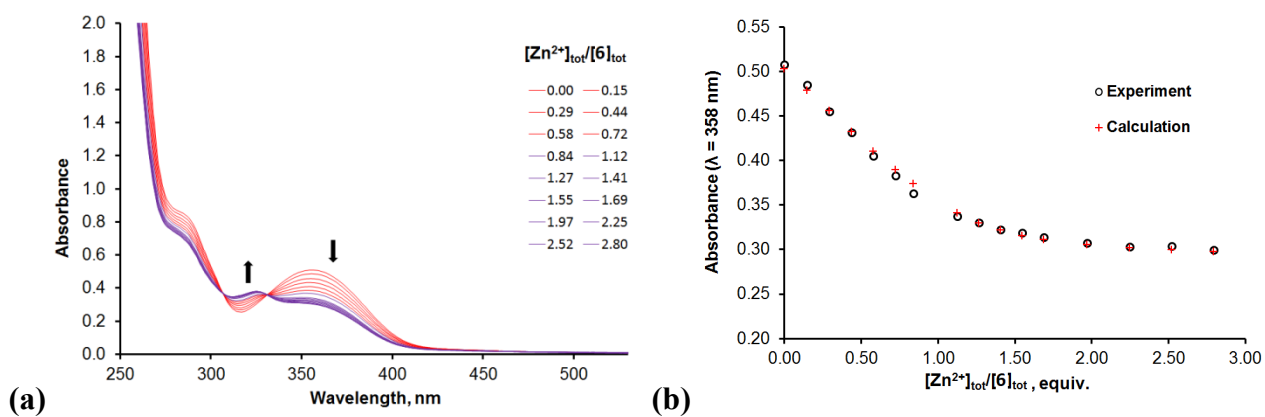 [Zn²⁺]tot/[6]tot
0.00 0.15
0.29 0.44
0.58 0.72
0.84 1.12
1.27 1.41
1.55 1.69
1.97 2.25
2.52 2.80
Absorbance
2.0
1.8
1.6
1.4
1.2
1.0
0.8
0.6
0.4
0.2
0.0
250 300 350 400 450 500
Wavelength, nm
(a)
Absorbance (λ = 358 nm)
0.55
0.50
0.45
0.40
0.35
0.30
0.25
0.20
Experiment
Calculation
0.00 0.50 1.00 1.50 2.00 2.50 3.00
[Zn²⁺]tot/[6]tot , equiv.
(b)